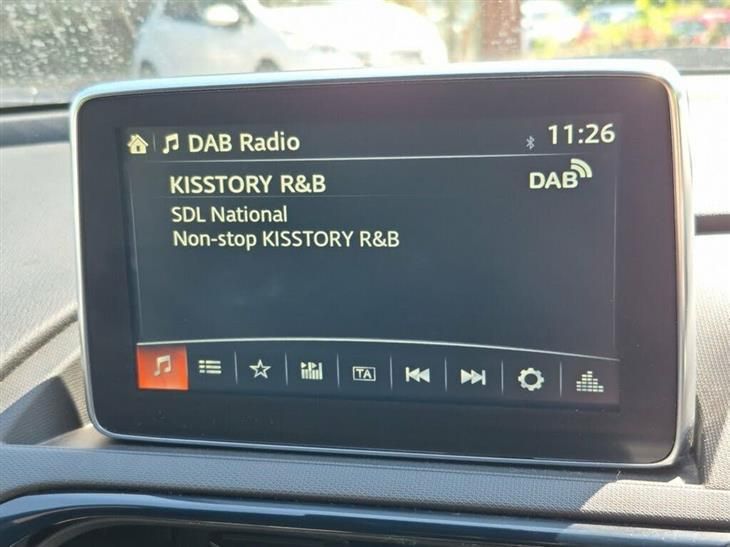 DAB Radio
11:26
KISSTORY R&B
DAB
SDL National
Non-stop KISSTORY R&B
TA